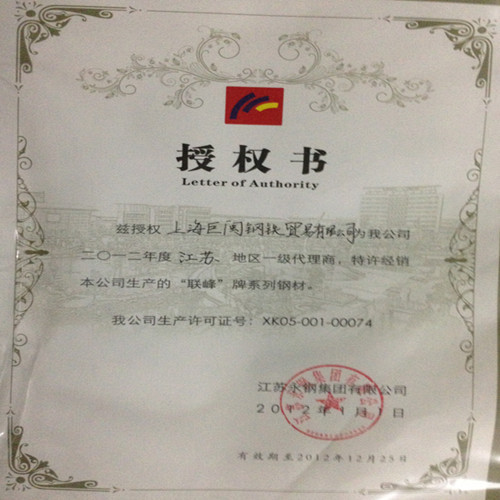 授权书
Letter of Authority
兹授权 上海巨闽钢铁贸易有限公司为我公司
二〇一二年度 江苏、地区一级代理商，特许经销
本公司生产的“联峰”牌系列钢材。
我公司生产许可证号：XK05-001-00074
江苏永钢集团有限公司
2012年1月1日
有效期至2012年12月25日